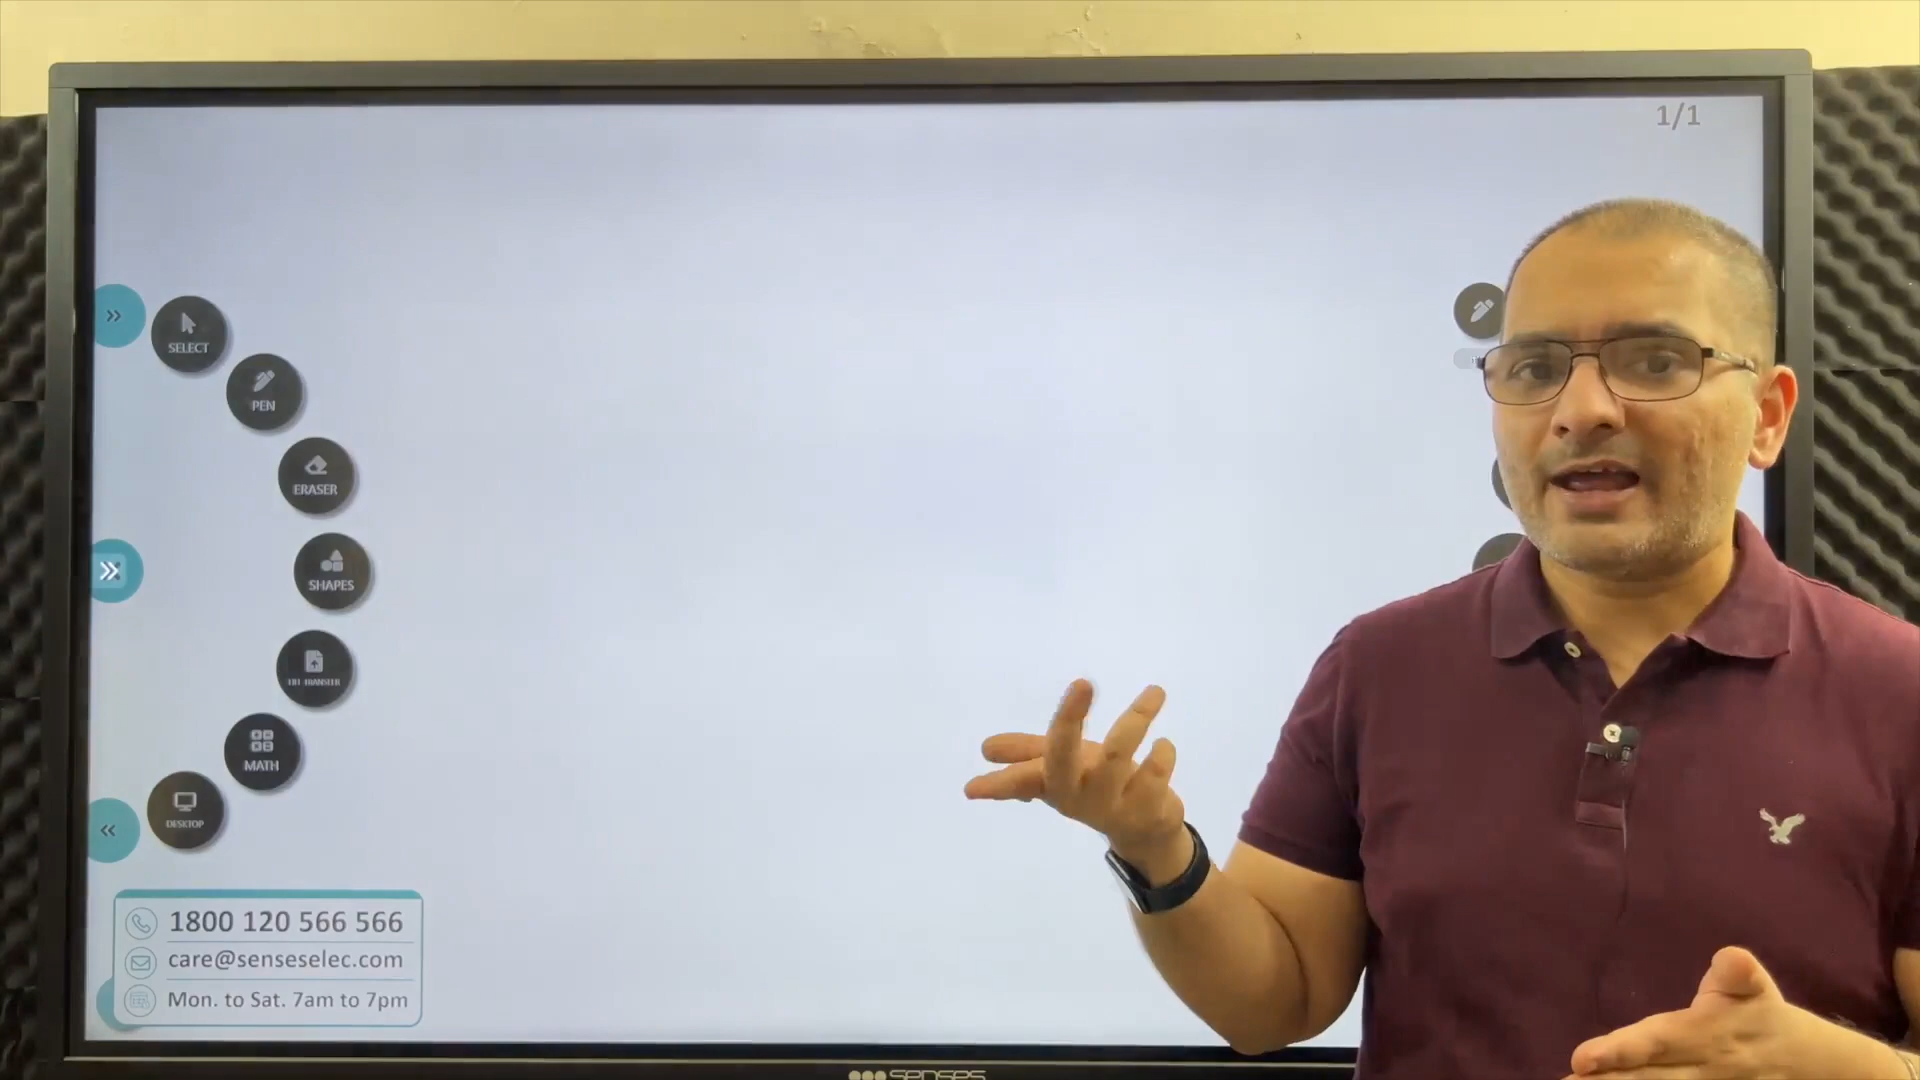 1/1
SELECT
PEN
ERASER
SHAPES
MATH
DESKTOP
1800 120 566 566
care@senseselec.com
Mon. to Sat. 7am to 7pm
senses